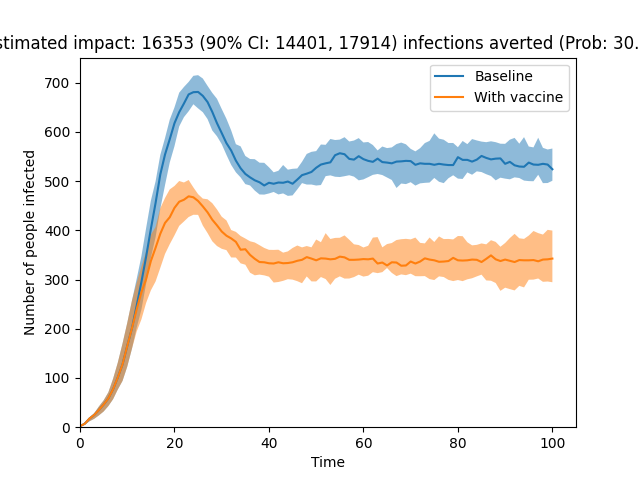 impact: 16353 (90% CI: 14401, 17914) infections averted (Prob: 30.
Baseline
With vaccine
Number of people infected
700
600
500
400
300
200
100
0
0 20 40 60 80 100
Time